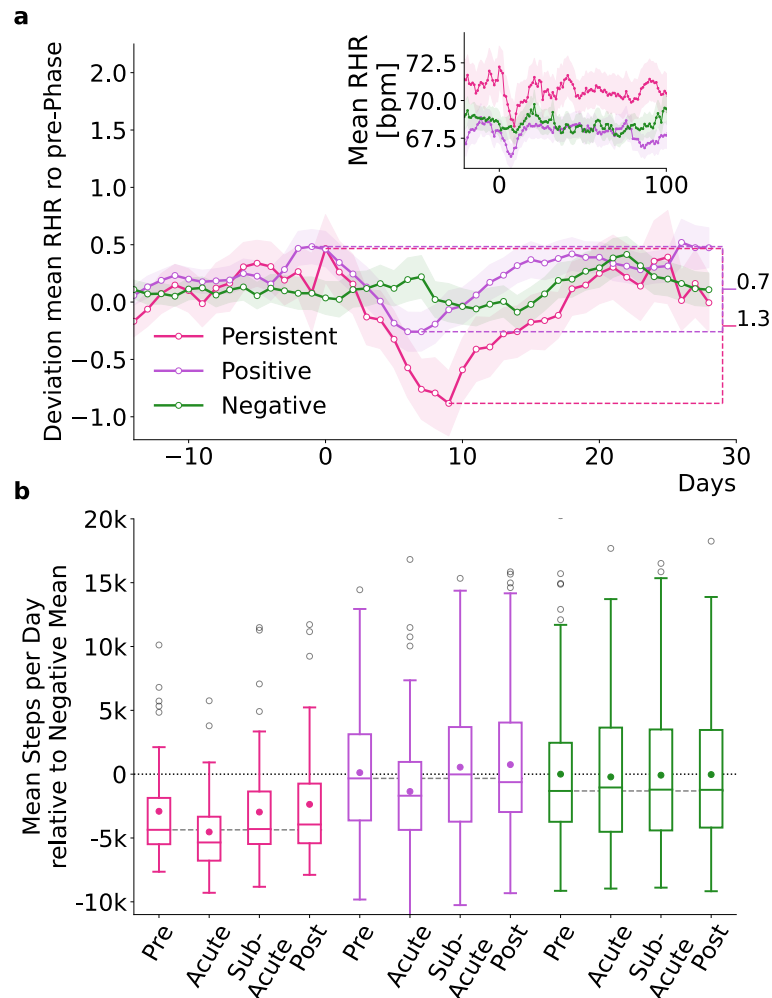 a
Deviation mean RHR ro pre-Phase
2.0
1.5
1.0
0.5
0.0
−0.5
−1.0
Mean RHR
[bpm]
72.5
70.0
67.5
0
100
0.7
1.3
Persistent
Positive
Negative
−10
0
10
20
30
Days
b
Mean Steps per Day
relative to Negative Mean
20k
15k
10k
5k
0
-5k
-10k
Pre
Acute
Sub-
Acute
Post
Pre
Acute
Sub-
Acute
Post
Pre
Acute
Sub-
Acute
Post